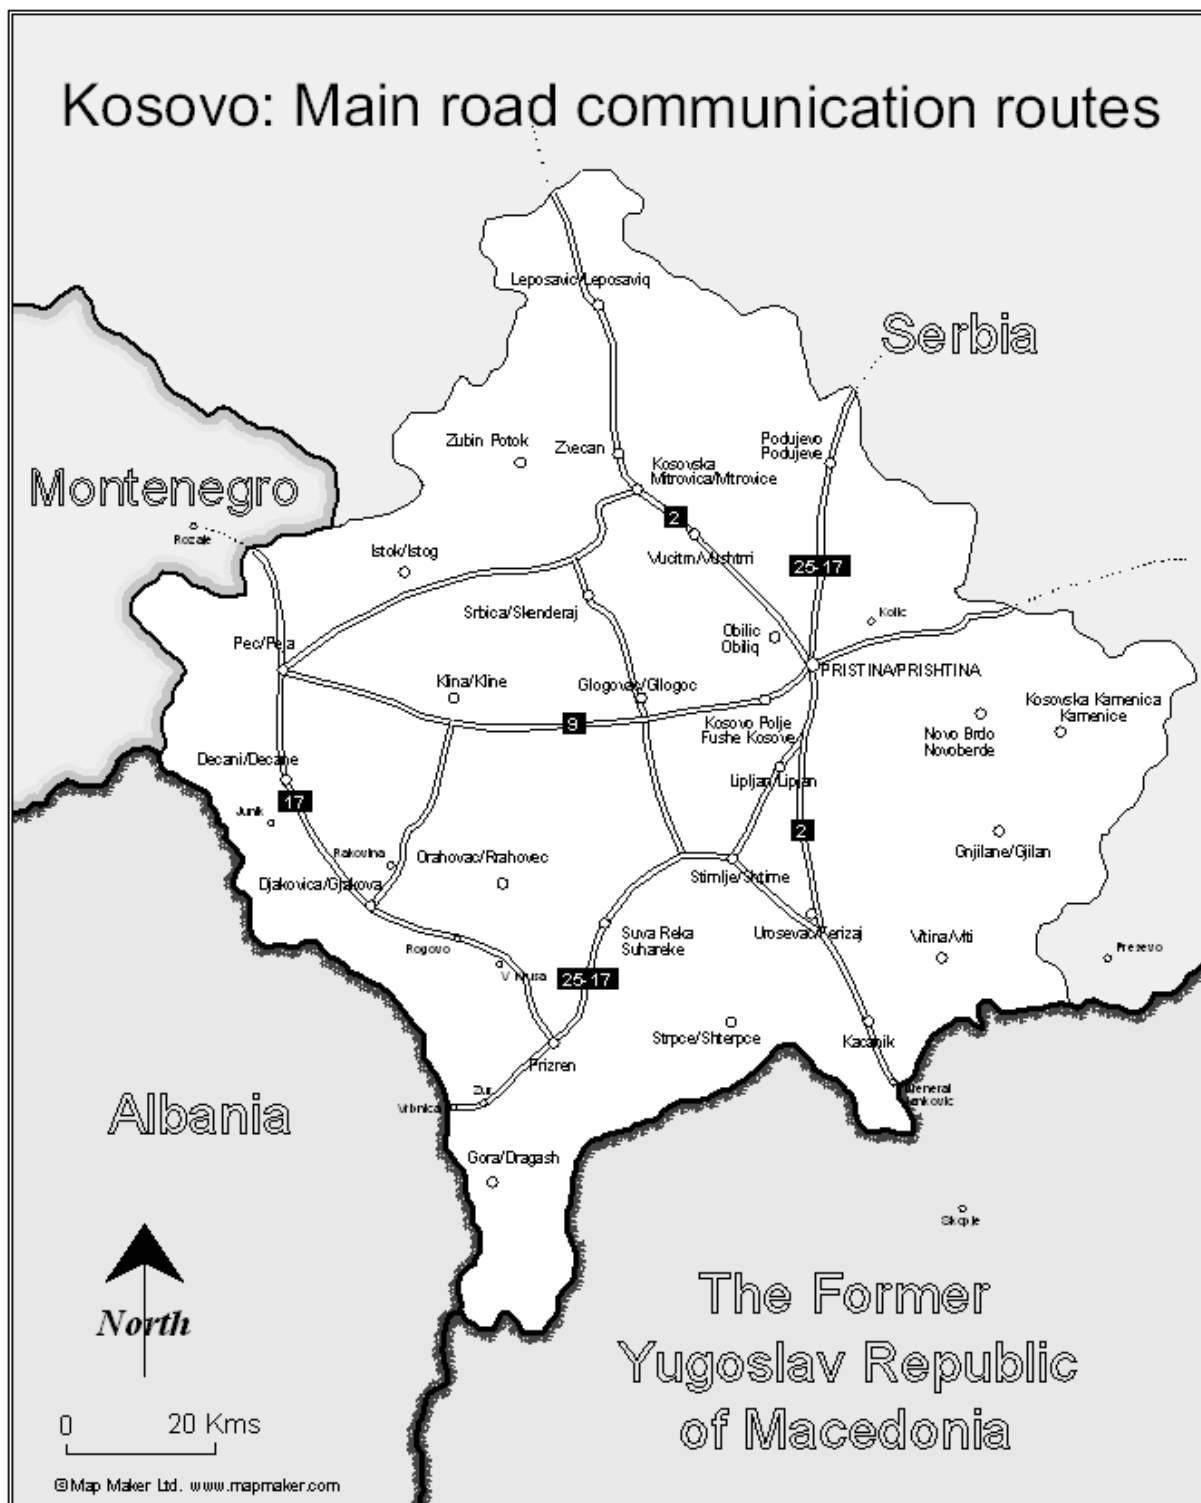 Kosovo: Main road communication routes
Leposavic/Leposaviq
Serbia
Zubin Potok
Zvecan
Podujevo
Podujeve
Kosovska
Mitrovica/Mitrovice
Montenegro
Rozaje
2
Istok/Istog
Vucitrn/Vushtrri
25-17
Srbica/Skenderaj
Kolic
Obilic
Obiliq
Pec/Peja
PRISTINA/PRISHTINA
Klina/Kline
Glogovac/Gllogoc
Kosovska Kamenica
Kamenice
9
Kosovo Polje
Fushe Kosove
Novo Brdo
Novoberde
Decani/Decane
Lipljan/Lipjan
17
Junik
2
Rakovina
Orahovac/Rrahovec
Gnjilane/Gjilan
Djakovica/Gjakova
Stimlje/Shtime
Suva Reka
Suhareke
Urosevac/Ferizaj
Vitina/Viti
Rogovo
Presevo
V Krusa
25-17
Strpce/Shterpce
Kacanik
Prizren
Zur
Vrbnica
General
Jankovic
Albania
Gora/Dragash
Skopje
North
The Former
Yugoslav Republic
of Macedonia
0 20 Kms
©Map Maker Ltd. www.mapmaker.com